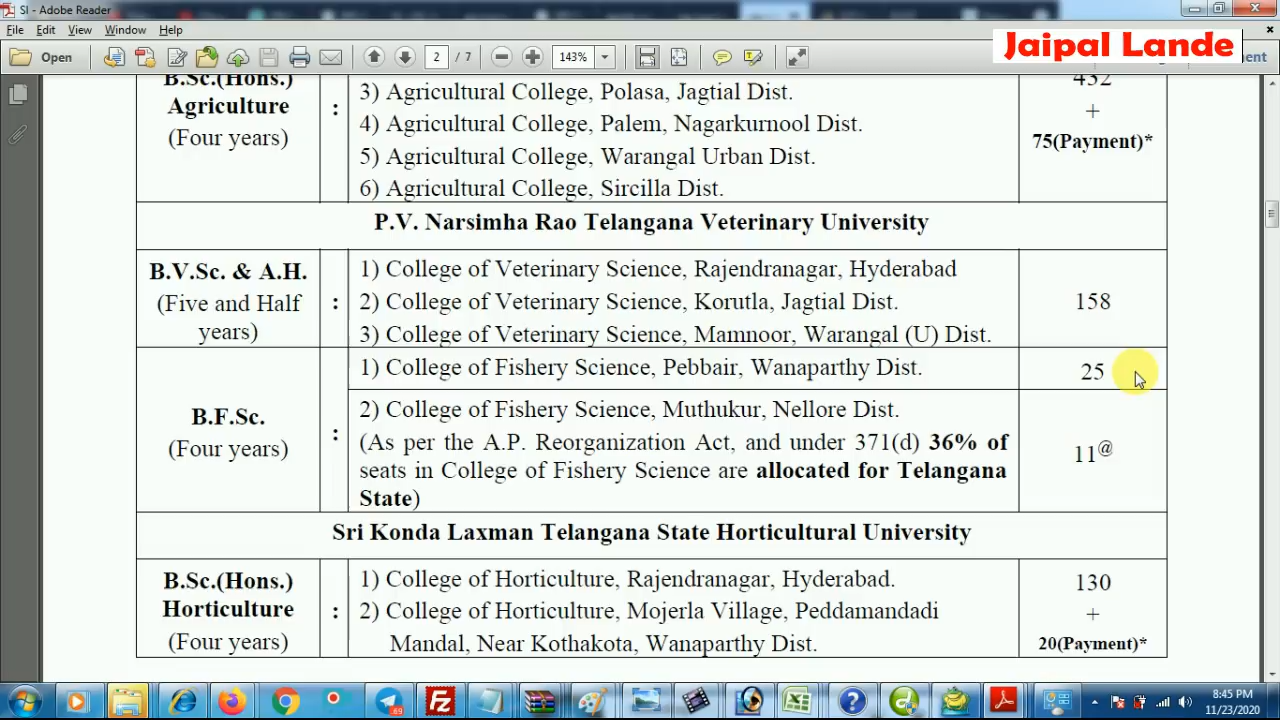 SI - Adobe Reader
File Edit View Window Help
Jaipal Lande
Open 2 / 7 143%
B.Sc.(Hons.)
Agriculture
(Four years)
:
3) Agricultural College, Polasa, Jagtial Dist.
4) Agricultural College, Palem, Nagarkurnool Dist.
5) Agricultural College, Warangal Urban Dist.
6) Agricultural College, Sircilla Dist.
432
+
75(Payment)*
P.V. Narsimha Rao Telangana Veterinary University
B.V.Sc. & A.H.
(Five and Half
years)
:
1) College of Veterinary Science, Rajendranagar, Hyderabad
2) College of Veterinary Science, Korutla, Jagtial Dist.
3) College of Veterinary Science, Mamnoor, Warangal (U) Dist.
158
B.F.Sc.
(Four years)
:
1) College of Fishery Science, Pebbair, Wanaparthy Dist.
25
2) College of Fishery Science, Muthukur, Nellore Dist.
(As per the A.P. Reorganization Act, and under 371(d) 36% of
seats in College of Fishery Science are allocated for Telangana
State)
11@
Sri Konda Laxman Telangana State Horticultural University
B.Sc.(Hons.)
Horticulture
(Four years)
:
1) College of Horticulture, Rajendranagar, Hyderabad.
2) College of Horticulture, Mojerla Village, Peddamandadi
Mandal, Near Kothakota, Wanaparthy Dist.
130
+
20(Payment)*
8:45 PM
11/23/2020